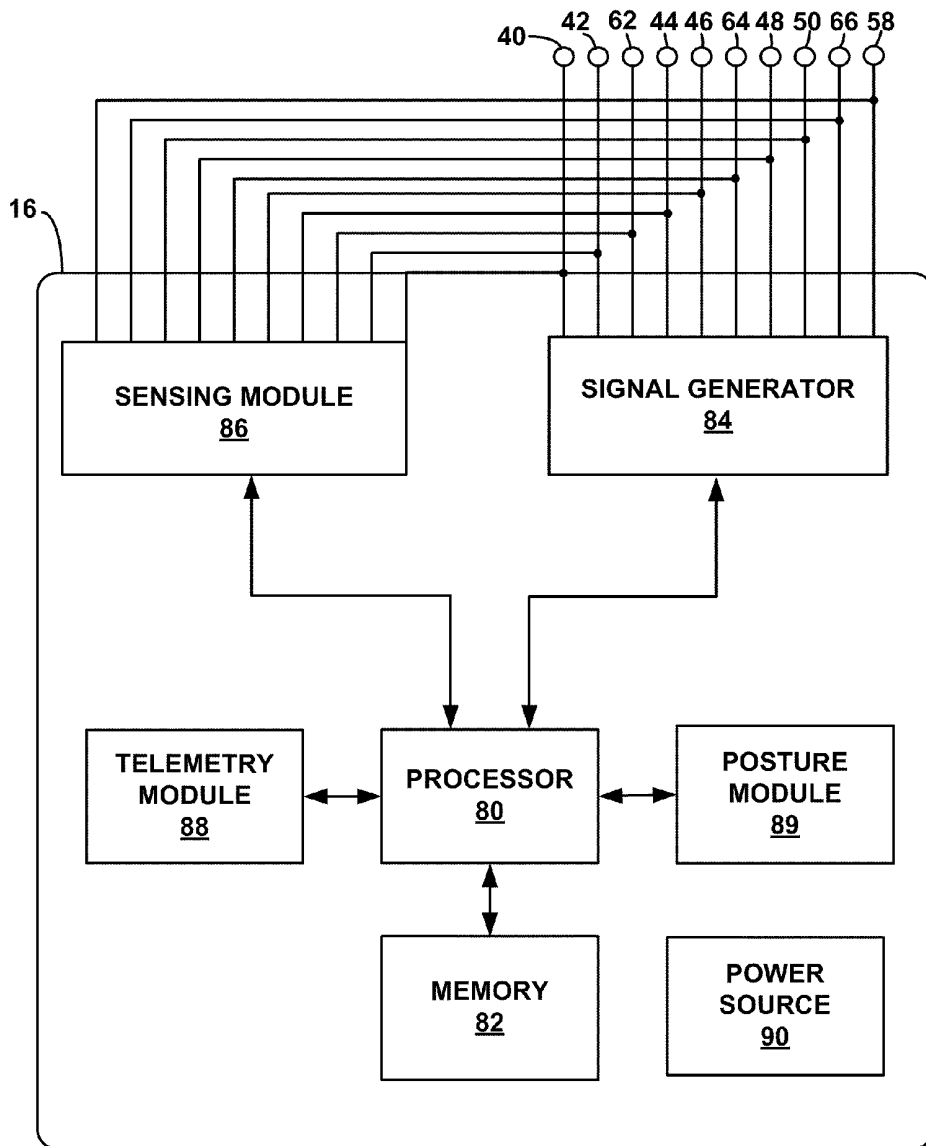 40 42 62 44 46 64 48 50 66 58
16
SENSING MODULE
86
SIGNAL GENERATOR
84
TELEMETRY
MODULE
88
PROCESSOR
80
POSTURE
MODULE
89
MEMORY
82
POWER
SOURCE
90